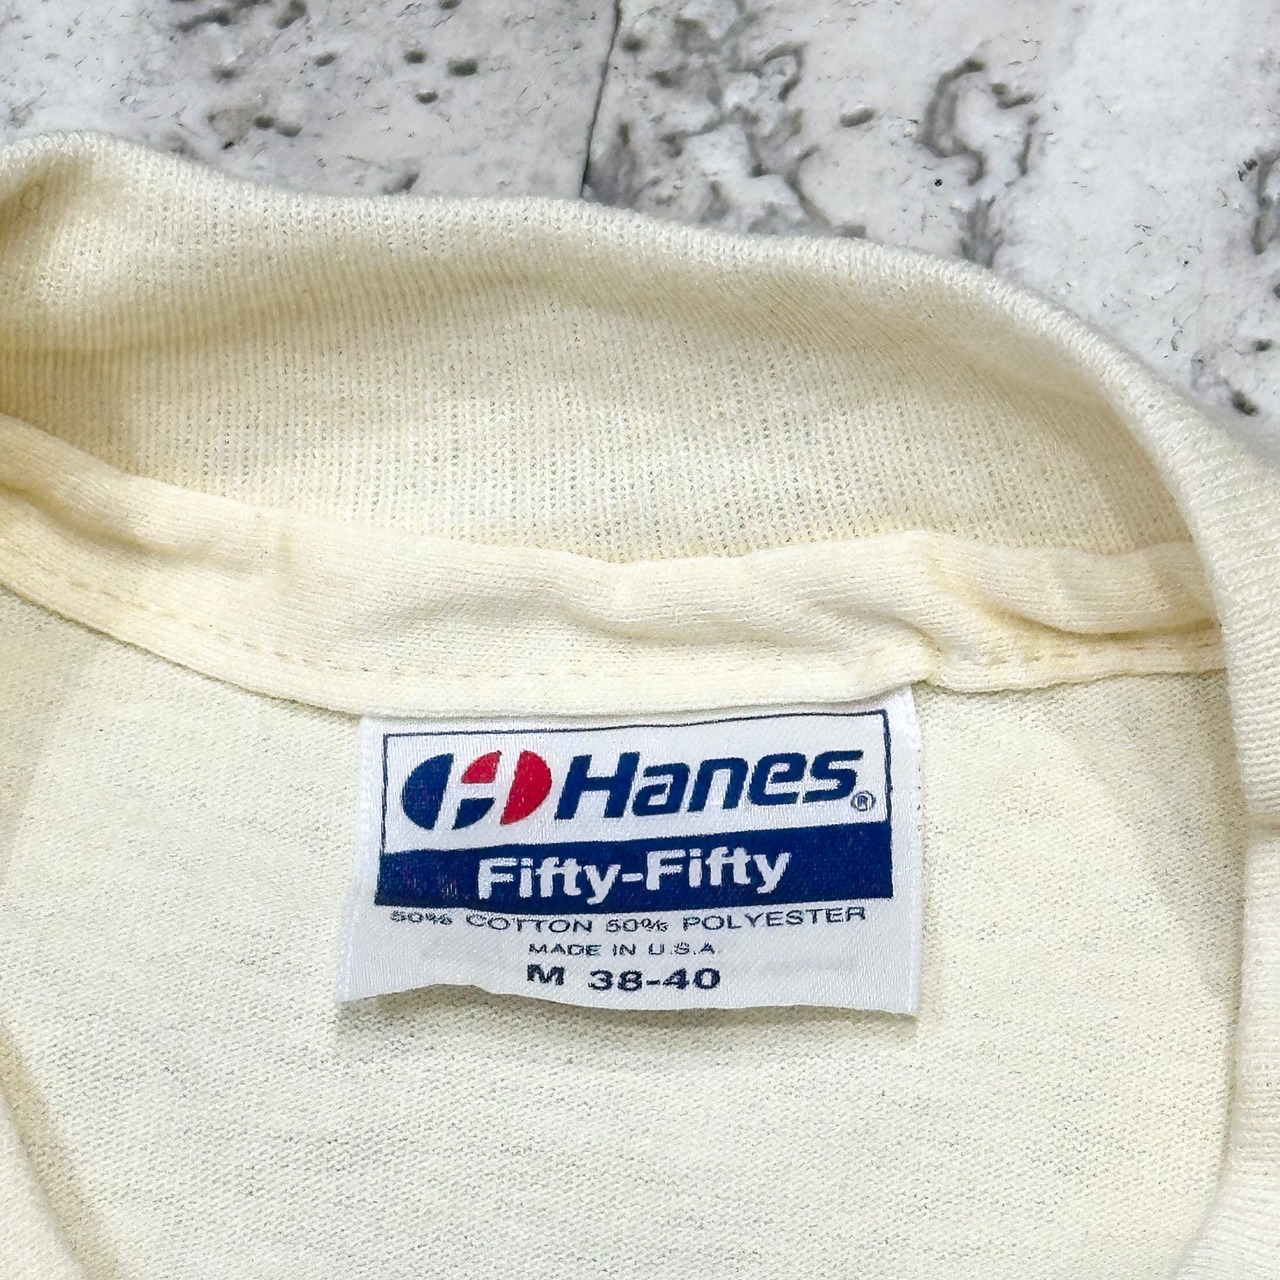 Hanes®
Fifty-Fifty
50% COTTON 50% POLYESTER
MADE IN U.S.A.
M 38-40